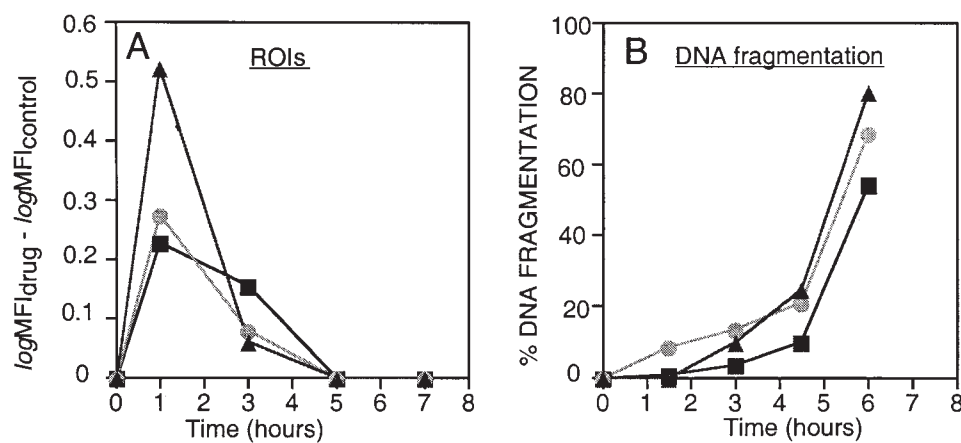 A
ROIs
logMFIdrug - logMFIcontrol
0.6
0.5
0.4
0.3
0.2
0.1
0
0 1 2 3 4 5 6 7 8
Time (hours)
B
DNA fragmentation
% DNA FRAGMENTATION
100
80
60
40
20
0
0 1 2 3 4 5 6 7 8
Time (hours)